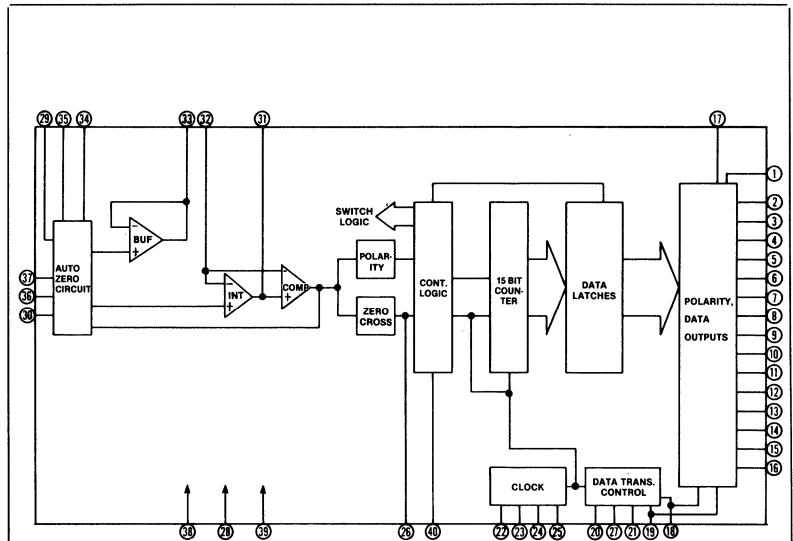 29 35 34 33 32 31 17
1
2
3
4
5
6
7
8
9
10
11
12
13
14
15
16
37
36
30
AUTO
ZERO
CIRCUIT
-
BUF
+
-
INT
+
-
COMP
+
SWITCH
LOGIC
POLAR-
ITY
ZERO
CROSS
CONT.
LOGIC
15 BIT
COUN-
TER
DATA
LATCHES
POLARITY,
DATA
OUTPUTS
CLOCK
DATA TRANS.
CONTROL
38 28 39 26 40 22 23 24 25 20 27 21 19 18